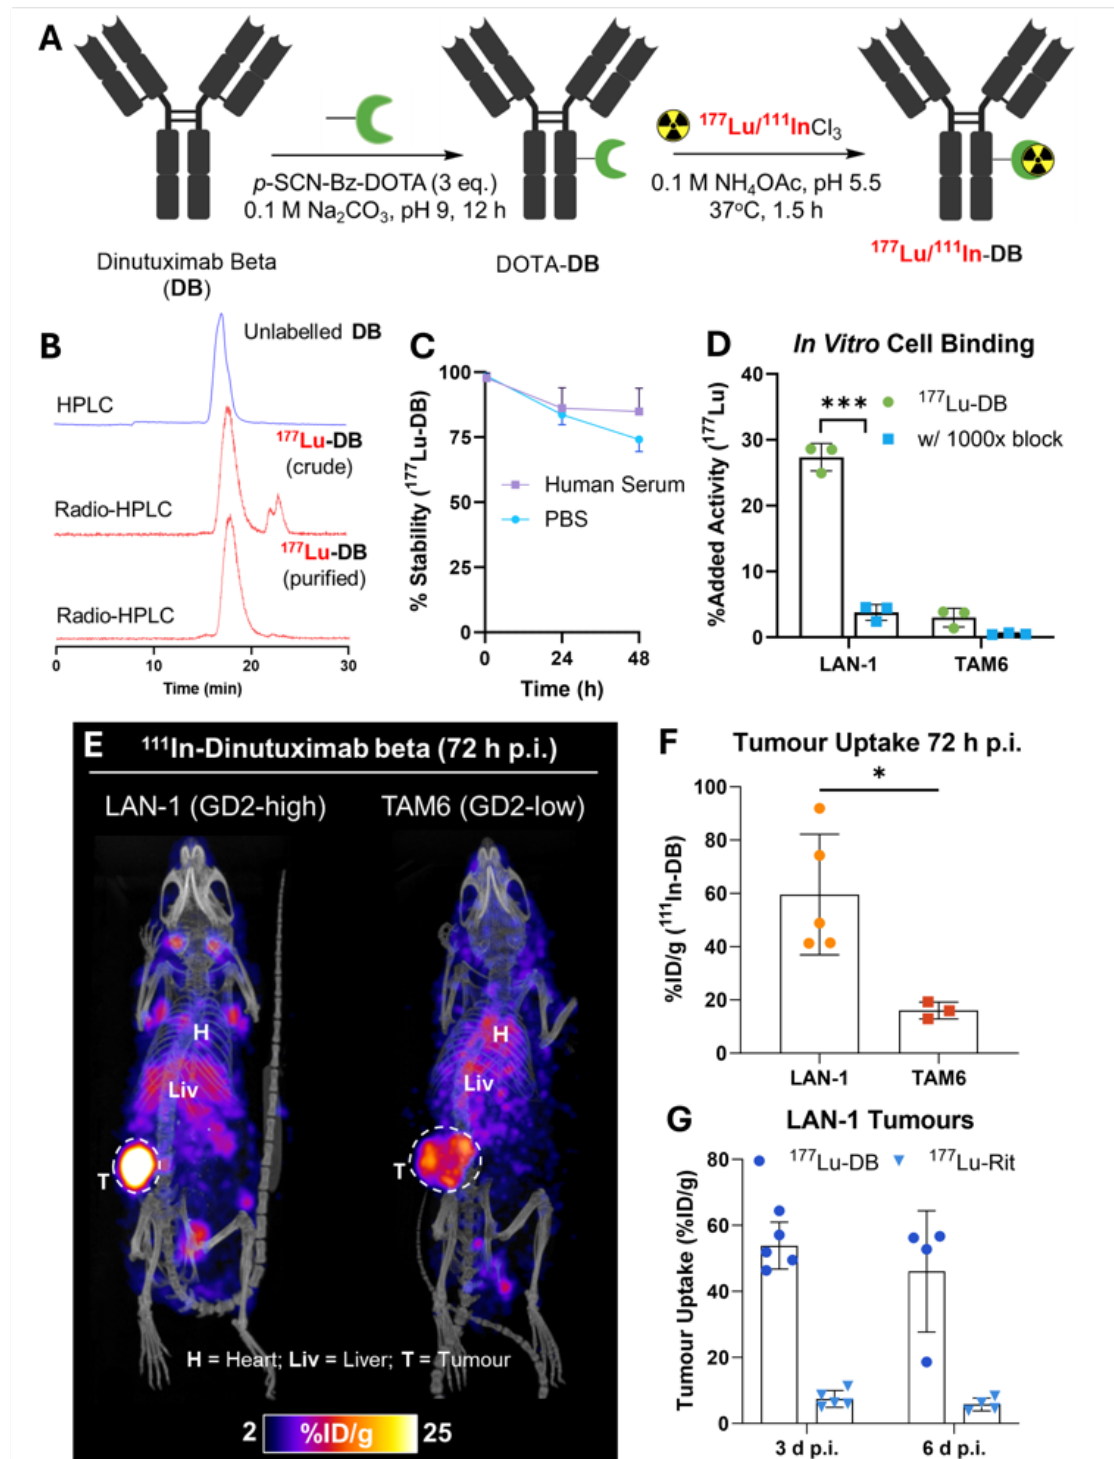 A
p-SCN-Bz-DOTA (3 eq.)
0.1 M Na₂CO₃, pH 9, 12 h
¹⁷⁷Lu/¹¹¹InCl₃
0.1 M NH₄OAc, pH 5.5
37°C, 1.5 h
Dinutuximab Beta
(DB)
DOTA-DB
¹⁷⁷Lu/¹¹¹In-DB
B
Unlabelled DB
HPLC
¹⁷⁷Lu-DB
(crude)
Radio-HPLC
¹⁷⁷Lu-DB
(purified)
Radio-HPLC
0 10 20 30
Time (min)
C
% Stability (¹⁷⁷Lu-DB)
100
75
50
25
0
Human Serum
PBS
0 24 48
Time (h)
D
In Vitro Cell Binding
%Added Activity (¹⁷⁷Lu)
40
30
20
10
0
***
¹⁷⁷Lu-DB
w/ 1000x block
LAN-1 TAM6
E
¹¹¹In-Dinutuximab beta (72 h p.i.)
LAN-1 (GD2-high) TAM6 (GD2-low)
H
Liv
T
H
Liv
T
H = Heart; Liv = Liver; T = Tumour
2 %ID/g 25
F
Tumour Uptake 72 h p.i.
*
%ID/g (¹¹¹In-DB)
100
80
60
40
20
0
LAN-1 TAM6
G
LAN-1 Tumours
¹⁷⁷Lu-DB ¹⁷⁷Lu-Rit
Tumour Uptake (%ID/g)
80
60
40
20
0
3 d p.i. 6 d p.i.